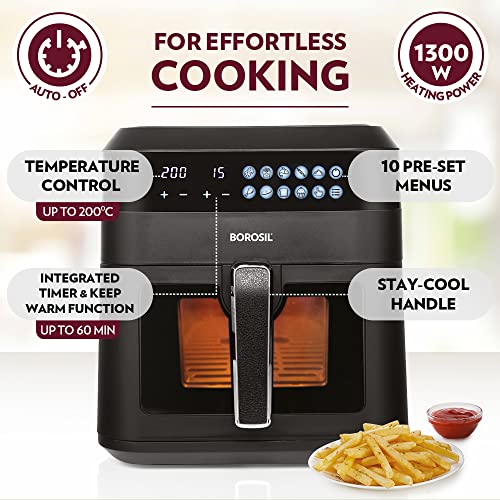 FOR EFFORTLESS
COOKING
AUTO - OFF
1300
W
HEATING POWER
TEMPERATURE
CONTROL
UP TO 200°C
200 15
+ − + −
10 PRE-SET
MENUS
BOROSIL
INTEGRATED
TIMER & KEEP
WARM FUNCTION
UP TO 60 MIN
STAY-COOL
HANDLE